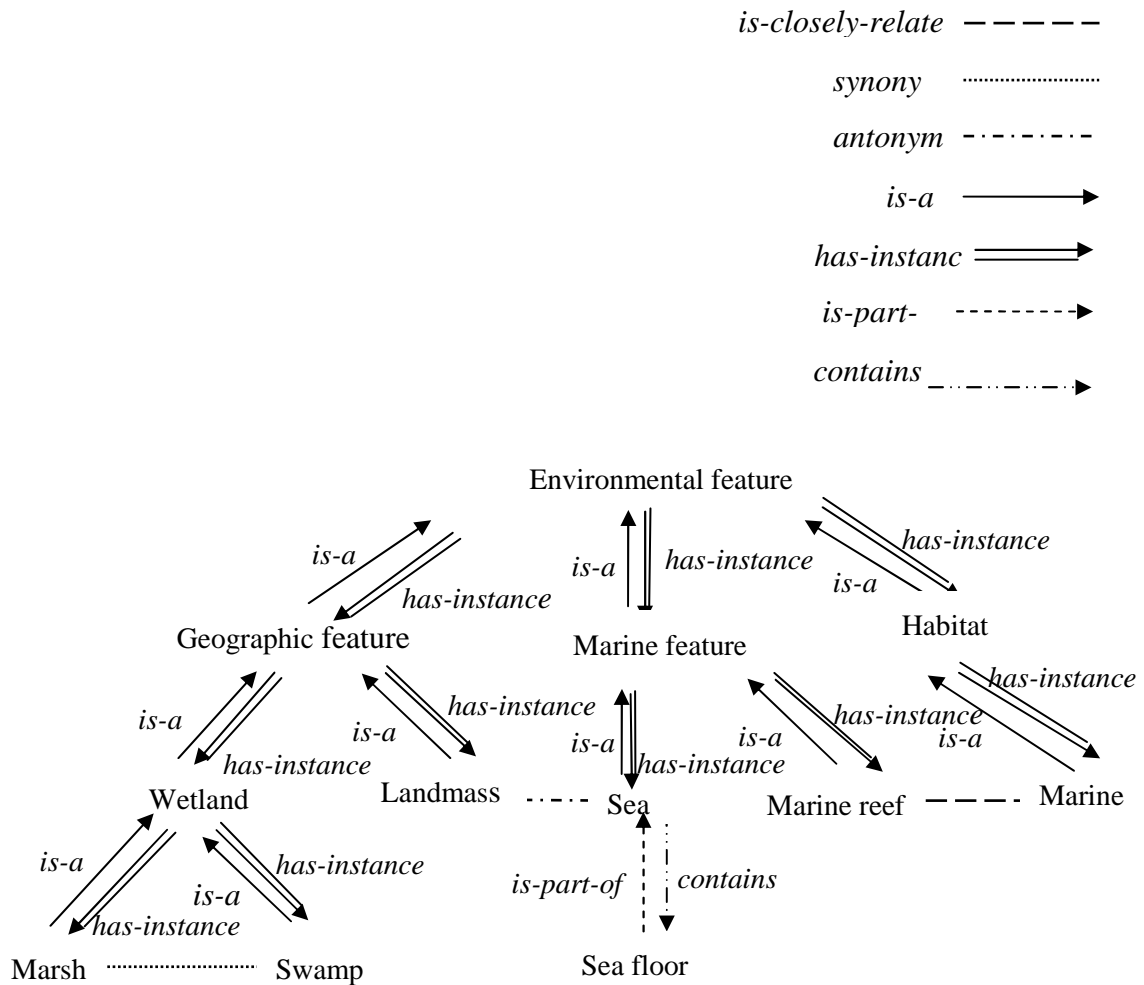 is-closely-relate
synony
antonym
is-a
has-instanc
is-part-
contains
Environmental feature
is-a
has-instance
is-a
has-instance
has-instance
is-a
Geographic feature
Marine feature
Habitat
is-a
has-instance
has-instance
is-a
is-a
has-instance
has-instance
is-a
has-instance
is-a
Wetland
Landmass
Sea
Marine reef
Marine
is-a
has-instance
has-instance
is-a
is-part-of
contains
Marsh
Swamp
Sea floor